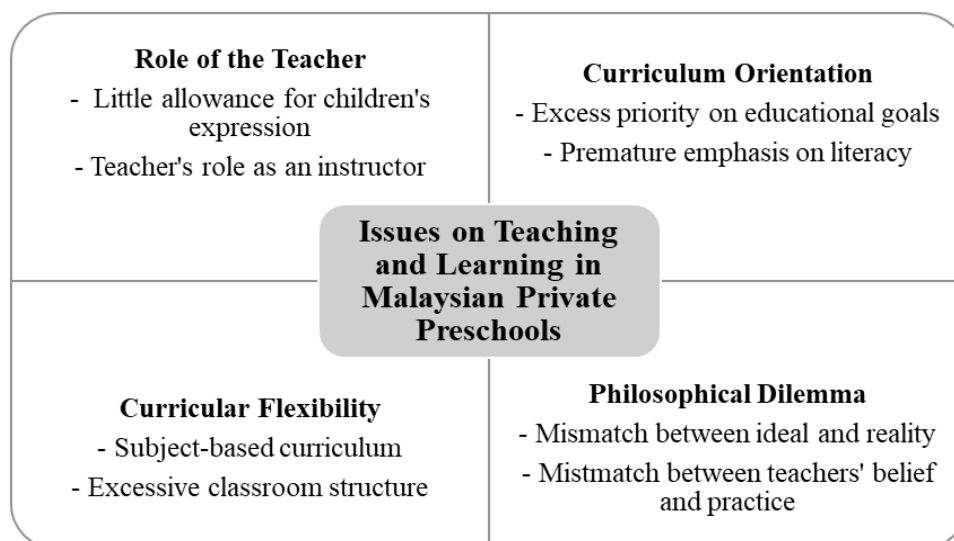 Role of the Teacher
- Little allowance for children's
expression
- Teacher's role as an instructor
Curriculum Orientation
- Excess priority on educational goals
- Premature emphasis on literacy
Issues on Teaching
and Learning in
Malaysian Private
Preschools
Curricular Flexibility
- Subject-based curriculum
- Excessive classroom structure
Philosophical Dilemma
- Mismatch between ideal and reality
- Mistmatch between teachers' belief
and practice